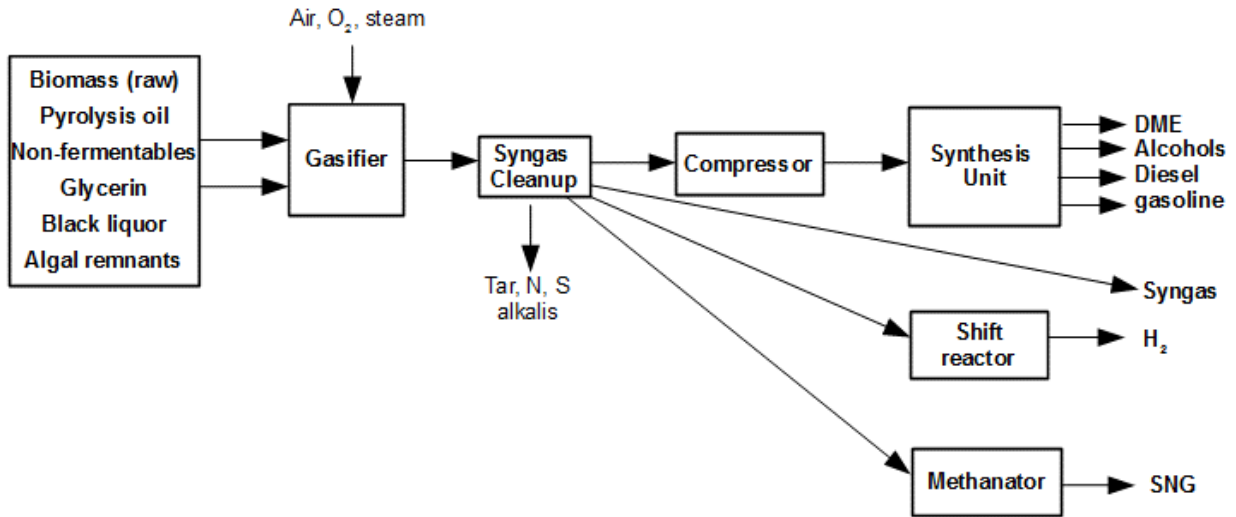 Air, O₂, steam
Biomass (raw)
Pyrolysis oil
Non-fermentables
Glycerin
Black liquor
Algal remnants
Gasifier
Syngas
Cleanup
Tar, N, S
alkalis
Compressor
Synthesis
Unit
DME
Alcohols
Diesel
gasoline
Syngas
Shift
reactor
H₂
Methanator
SNG